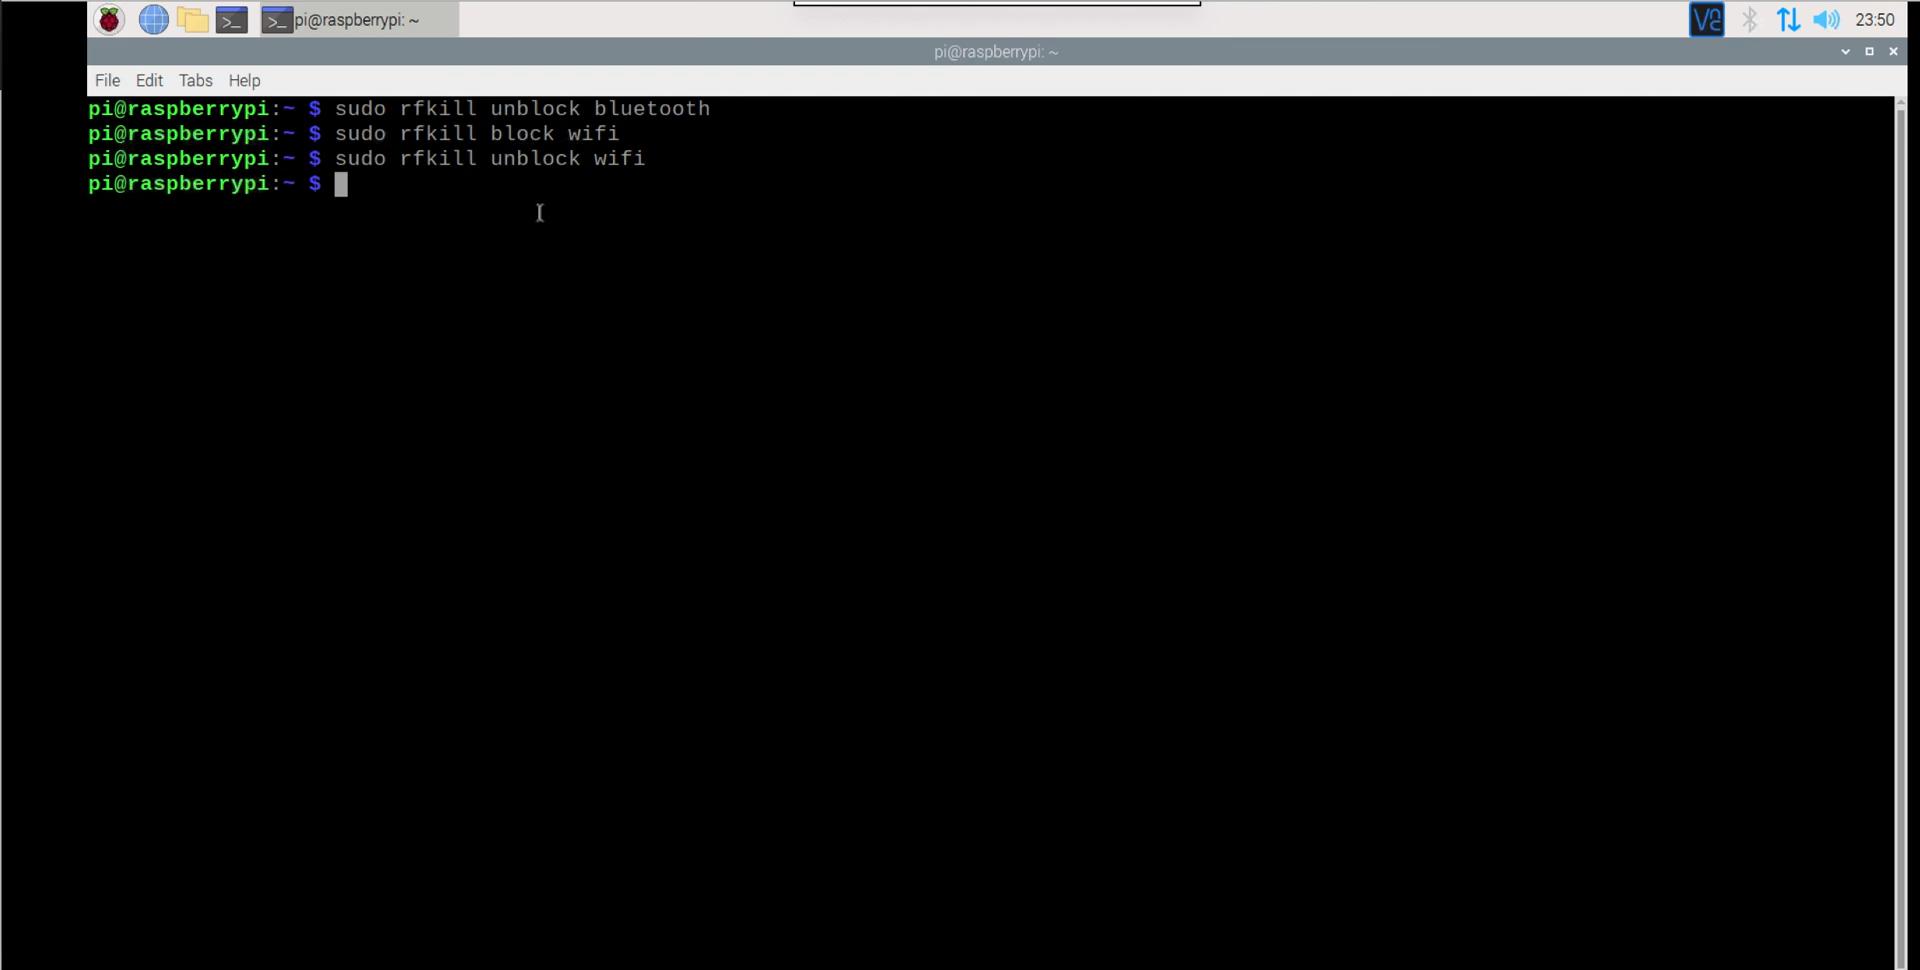 pi@raspberrypi: ~
23:50
pi@raspberrypi: ~
File Edit Tabs Help
pi@raspberrypi:~ $ sudo rfkill unblock bluetooth
pi@raspberrypi:~ $ sudo rfkill block wifi
pi@raspberrypi:~ $ sudo rfkill unblock wifi
pi@raspberrypi:~ $